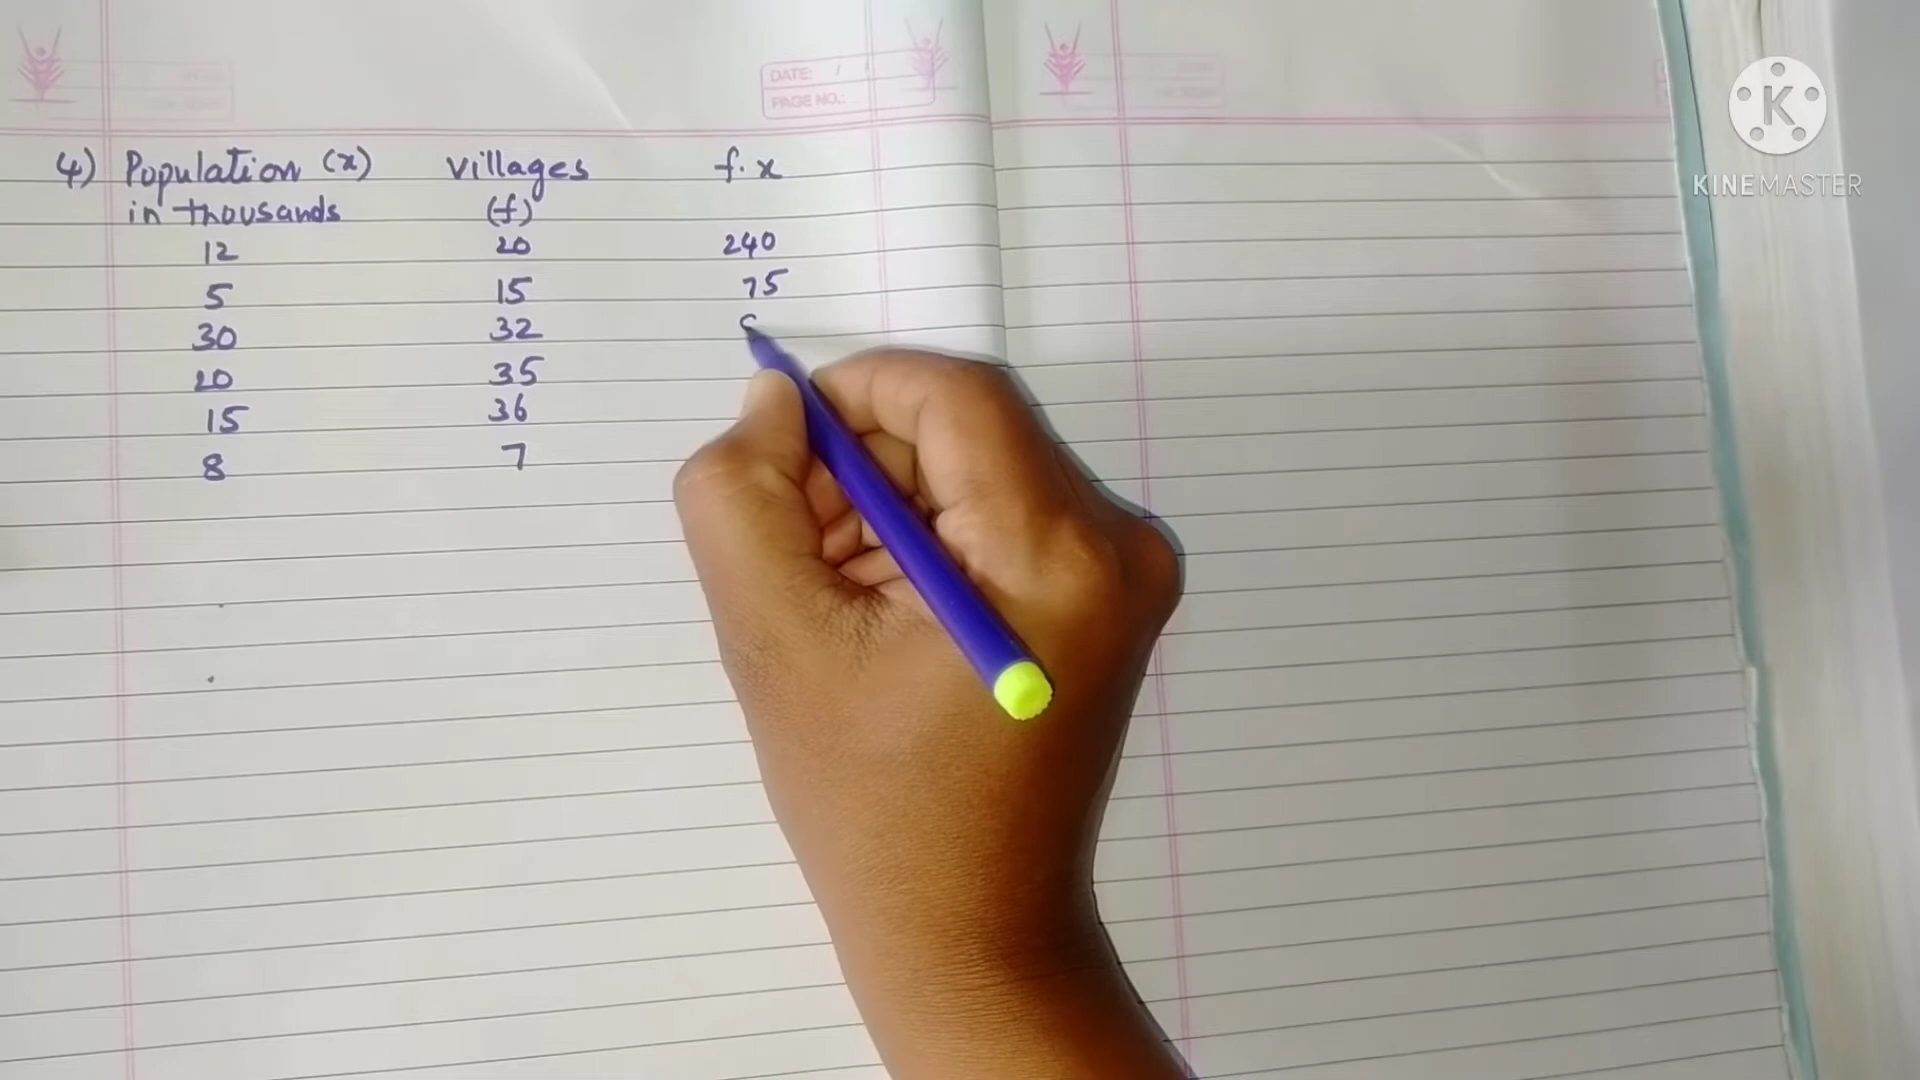 DATE: / /
PAGE NO.:
KINEMASTER
4) Population (x) villages f.x
in thousands (f)
12 20 240
5 15 75
30 32
20 35
15 36
8 7